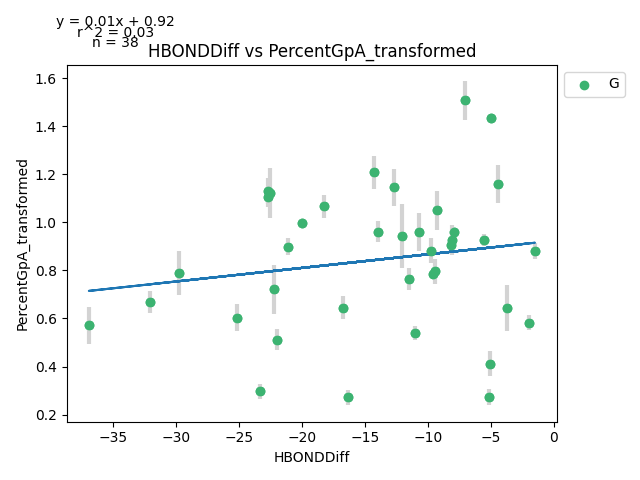 y = 0.01x + 0.92
r^2 = 0.03
n = 38
HBONDDiff vs PercentGpA_transformed
G
PercentGpA_transformed
1.6
1.4
1.2
1.0
0.8
0.6
0.4
0.2
−35 −30 −25 −20 −15 −10 −5 0
HBONDDiff